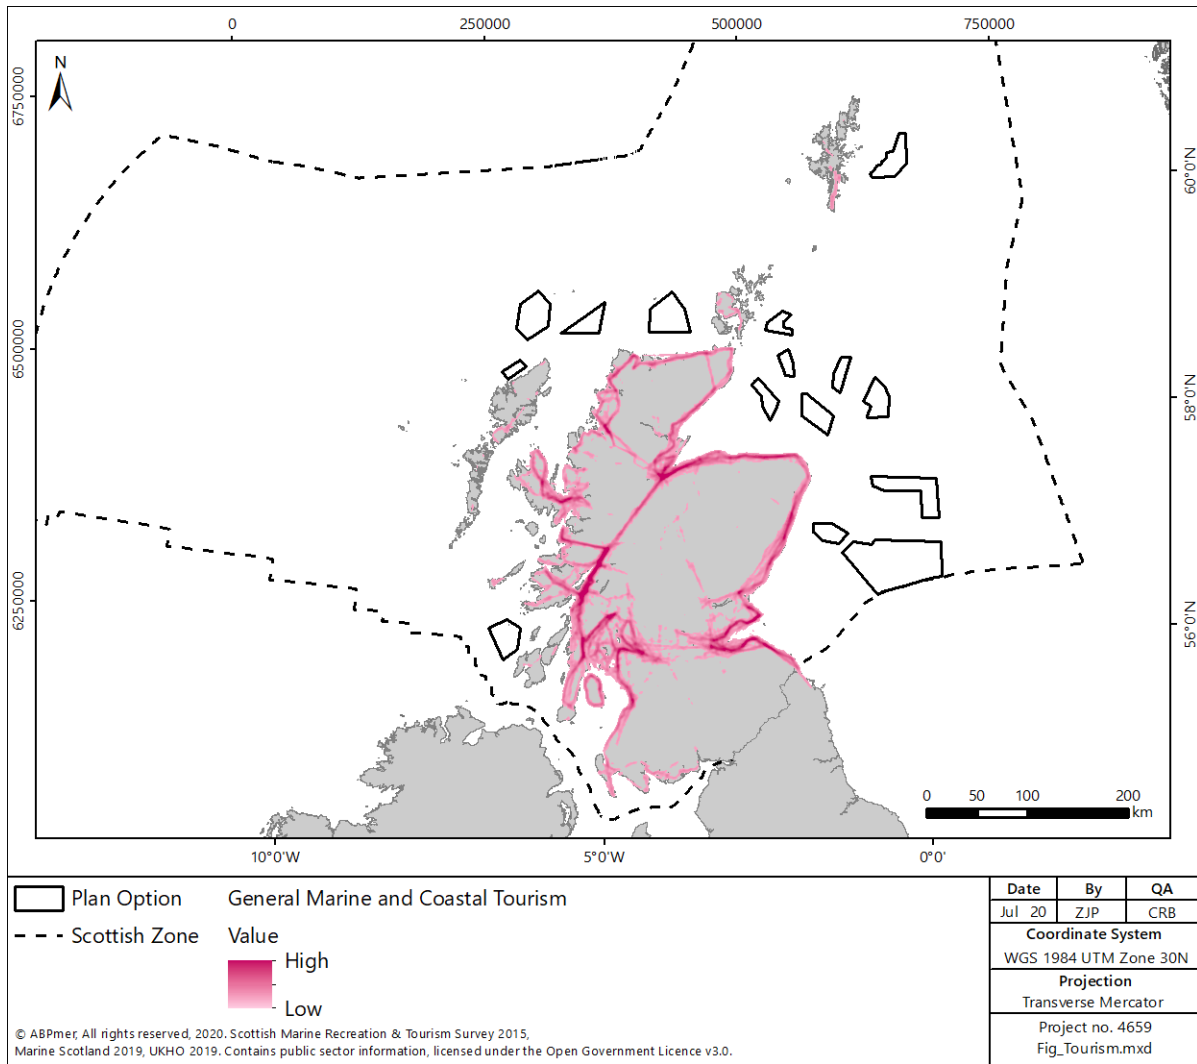 0 250000 500000 750000
N
6750000
6500000
6250000
60°0'N
58°0'N
56°0'N
0 50 100 200
km
10°0'W 5°0'W 0°0'
Plan Option
Scottish Zone
General Marine and Coastal Tourism
Value
High
Low
Date By QA
Jul 20 ZJP CRB
Coordinate System
WGS 1984 UTM Zone 30N
Projection
Transverse Mercator
Project no. 4659
Fig_Tourism.mxd
© ABPmer, All rights reserved, 2020. Scottish Marine Recreation & Tourism Survey 2015,
Marine Scotland 2019, UKHO 2019. Contains public sector information, licensed under the Open Government Licence v3.0.